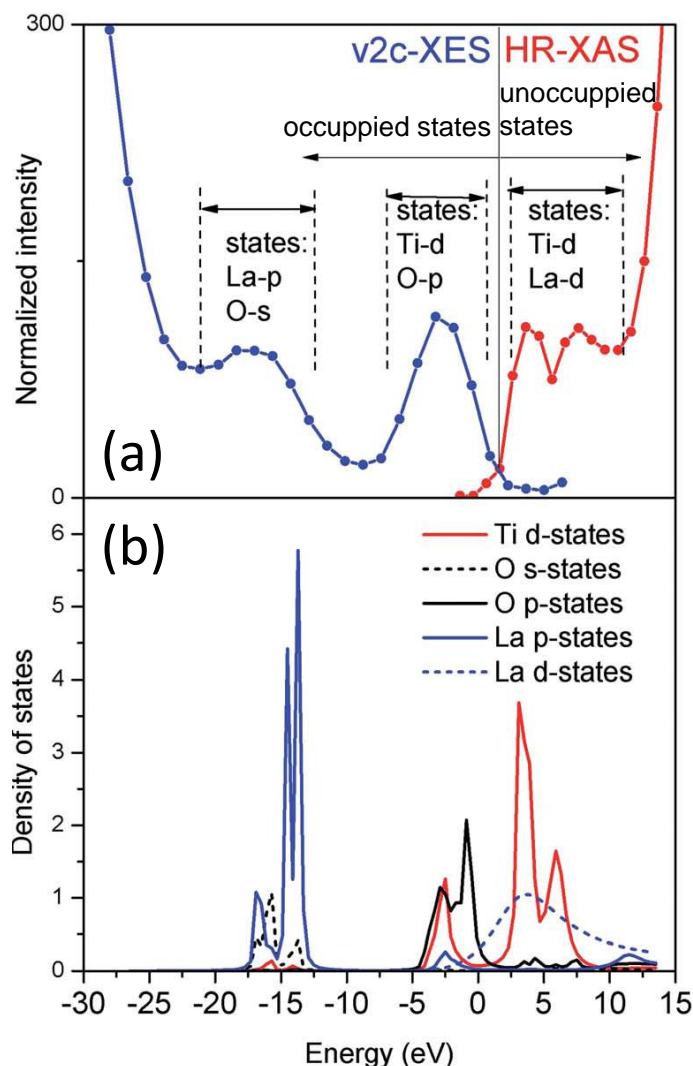 300
v2c-XES HR-XAS
unoccuppied
occuppied states states
states: states: states:
La-p Ti-d Ti-d
O-s O-p La-d
Normalized intensity
(a)
0
(b)
6
5
4
3
2
1
0
Ti d-states
O s-states
O p-states
La p-states
La d-states
Density of states
-30 -25 -20 -15 -10 -5 0 5 10 15
Energy (eV)